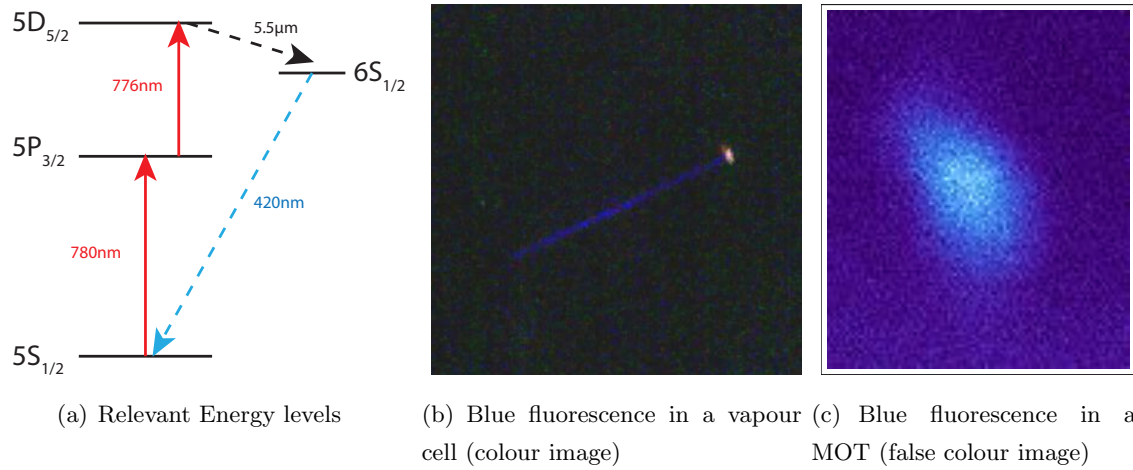 5D5/2
5.5μm
6S1/2
776nm
5P3/2
420nm
780nm
5S1/2
(a) Relevant Energy levels
(b) Blue fluorescence in a vapour
cell (colour image)
(c) Blue fluorescence in a
MOT (false colour image)